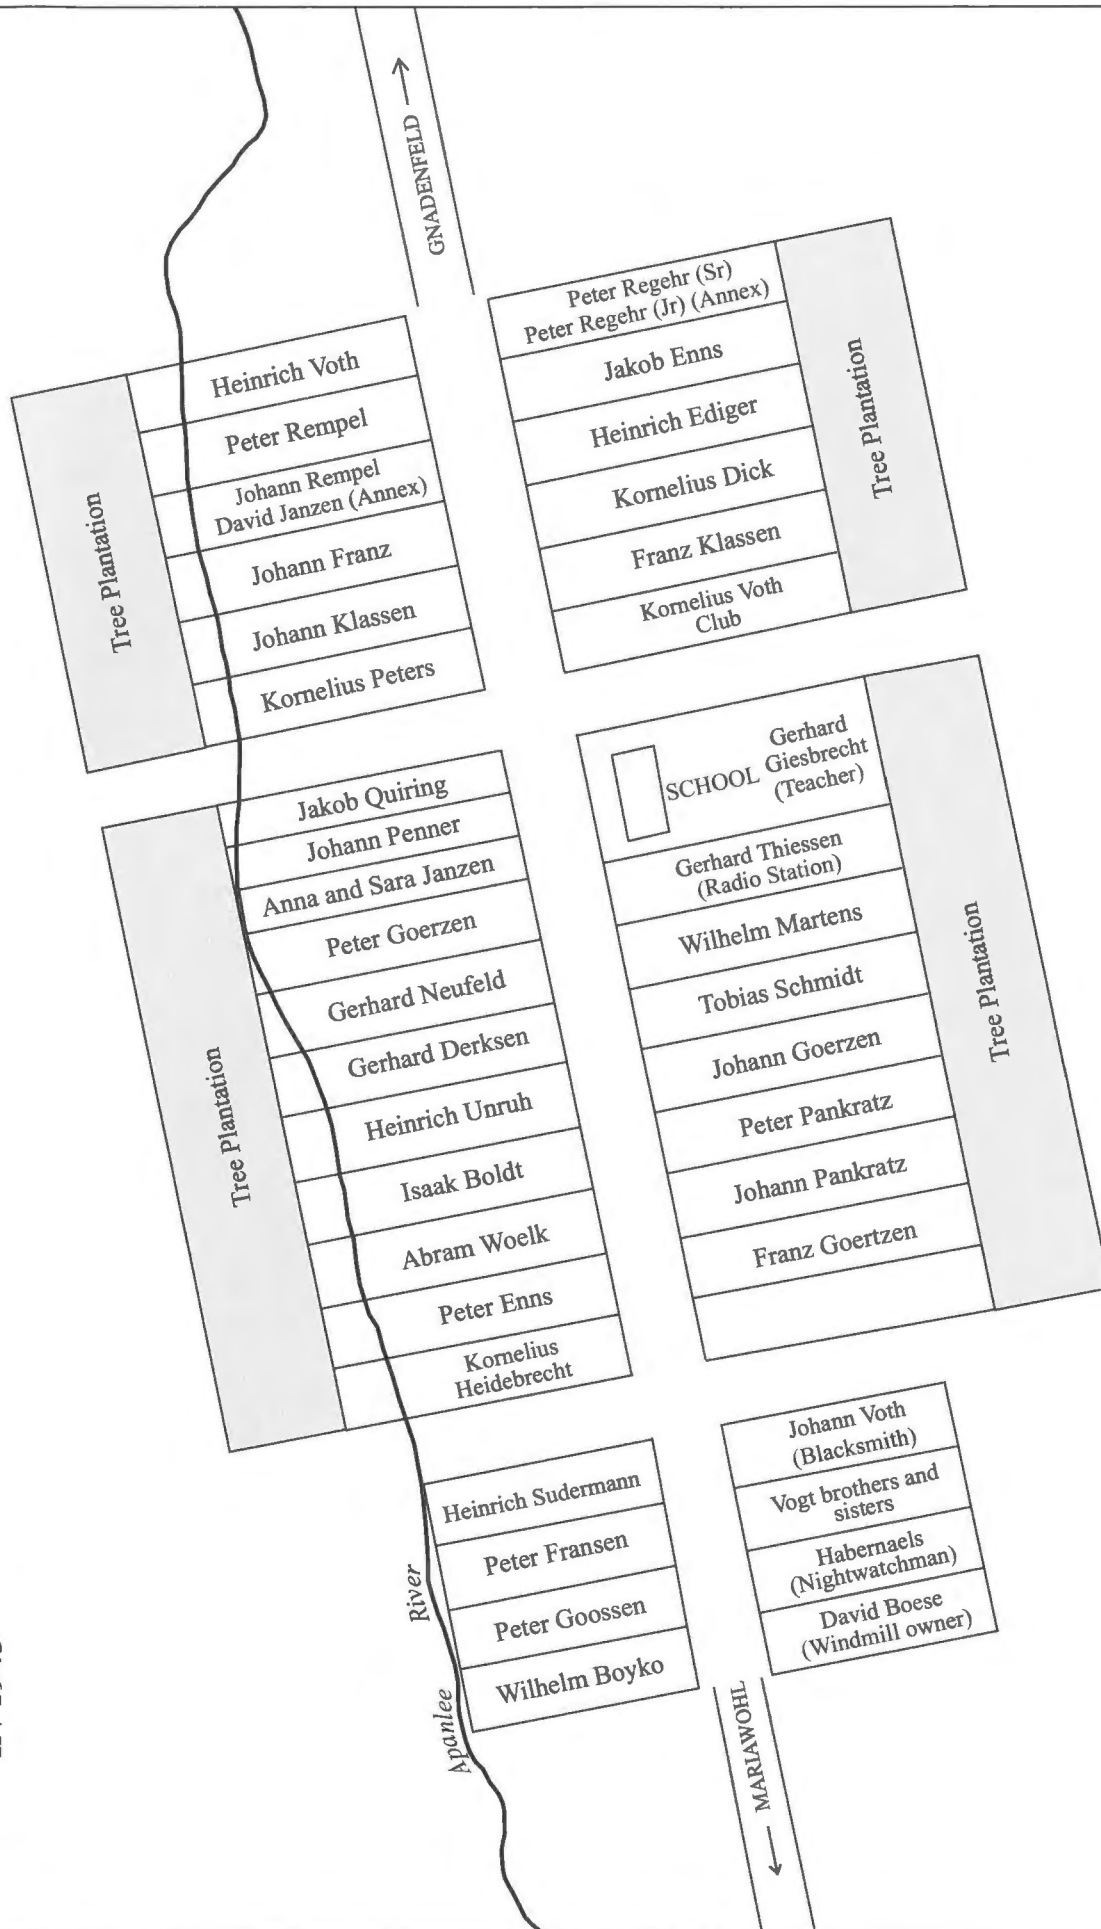 GNADENFELD →
Heinrich Voth
Peter Rempel
Johann Rempel
David Janzen (Annex)
Johann Franz
Johann Klassen
Kornelius Peters
Tree Plantation
Peter Regehr (Sr)
Peter Regehr (Jr) (Annex)
Jakob Enns
Heinrich Ediger
Kornelius Dick
Franz Klassen
Kornelius Voth
Club
Tree Plantation
Jakob Quiring
Johann Penner
Anna and Sara Janzen
Peter Goerzen
Gerhard Neufeld
Gerhard Derksen
Heinrich Unruh
Isaak Boldt
Abram Woelk
Peter Enns
Kornelius
Heidebrecht
Tree Plantation
SCHOOL
Gerhard
Giesbrecht
(Teacher)
Gerhard Thiessen
(Radio Station)
Wilhelm Martens
Tobias Schmidt
Johann Goerzen
Peter Pankratz
Johann Pankratz
Franz Goertzen
Tree Plantation
Heinrich Sudermann
Peter Fransen
Peter Goossen
Wilhelm Boyko
Johann Voth
(Blacksmith)
Vogt brothers and
sisters
Habernaels
(Nightwatchman)
David Boese
(Windmill owner)
Apanlee River
← MARIAWOHL